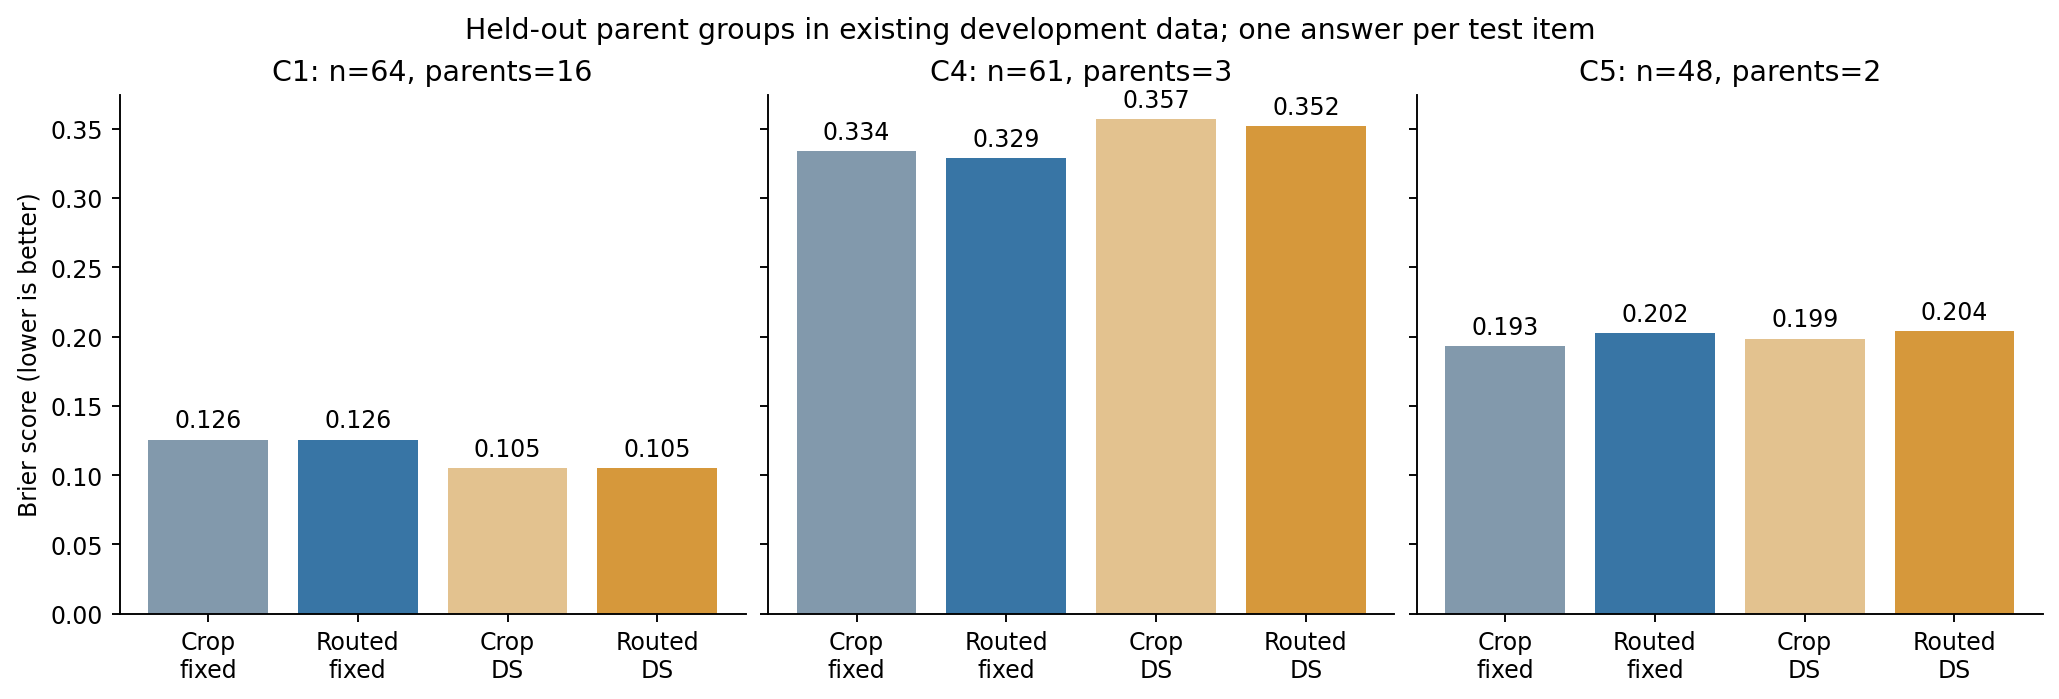 Held-out parent groups in existing development data; one answer per test item
C1: n=64, parents=16
C4: n=61, parents=3
C5: n=48, parents=2
Brier score (lower is better)
0.35
0.30
0.25
0.20
0.15
0.10
0.05
0.00
0.126
0.126
0.105
0.105
0.334
0.329
0.357
0.352
0.193
0.202
0.199
0.204
Crop
fixed
Routed
fixed
Crop
DS
Routed
DS
Crop
fixed
Routed
fixed
Crop
DS
Routed
DS
Crop
fixed
Routed
fixed
Crop
DS
Routed
DS